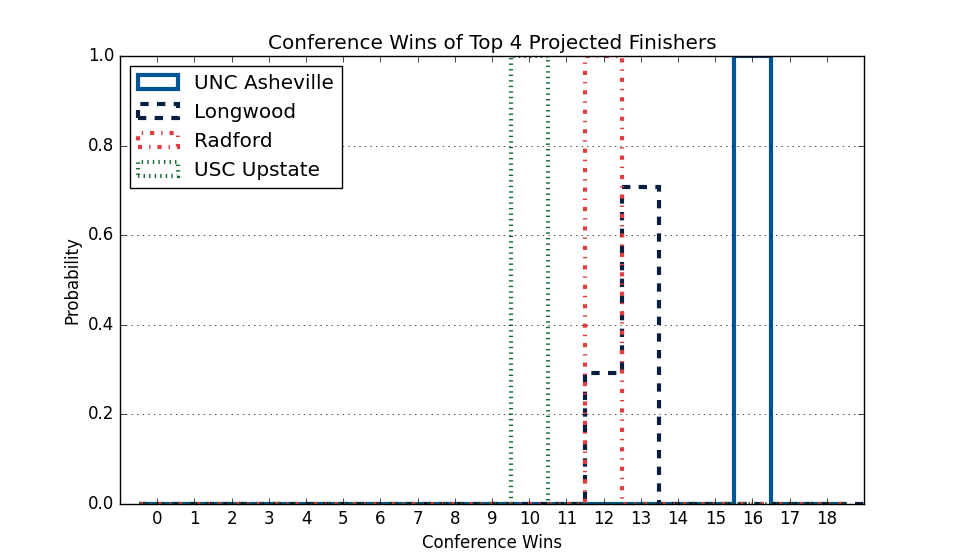 Conference Wins of Top 4 Projected Finishers
1.0
0.8
0.6
0.4
0.2
0.0
Probability
UNC Asheville
Longwood
Radford
USC Upstate
0 1 2 3 4 5 6 7 8 9 10 11 12 13 14 15 16 17 18
Conference Wins